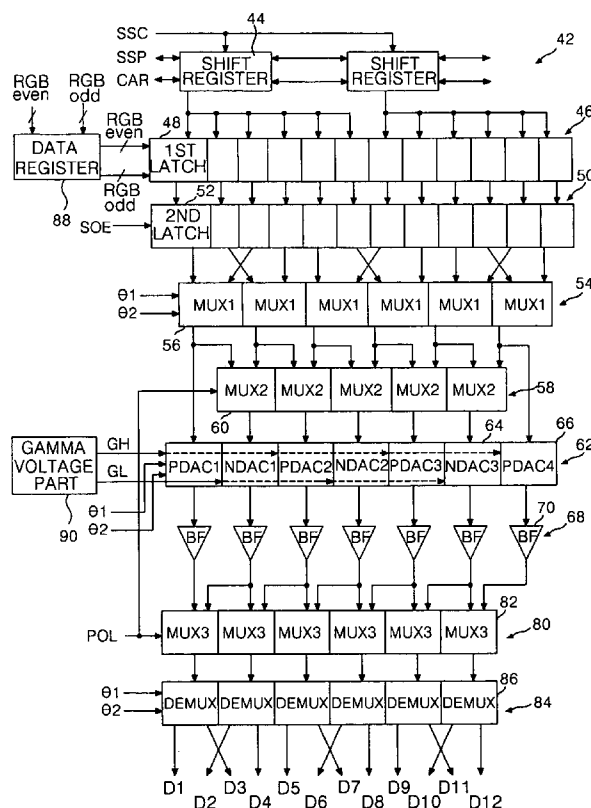 SSC
44
42
SSP
SHIFT REGISTER
SHIFT REGISTER
CAR
RGB even
RGB odd
RGB even
48
46
DATA REGISTER
1ST LATCH
88
RGB odd
52
50
SOE
2ND LATCH
θ1
θ2
MUX1 MUX1 MUX1 MUX1 MUX1 MUX1
54
56
MUX2 MUX2 MUX2 MUX2 MUX2
58
60
64
66
GAMMA VOLTAGE PART
GH
GL
PDAC1 NDAC1 PDAC2 NDAC2 PDAC3 NDAC3 PDAC4
62
90
θ1
θ2
BF BF BF BF BF BF BF
70
68
82
POL
MUX3 MUX3 MUX3 MUX3 MUX3 MUX3
80
86
θ1
θ2
DEMUX DEMUX DEMUX DEMUX DEMUX DEMUX
84
D1 D2 D3 D4 D5 D6 D7 D8 D9 D10 D11 D12